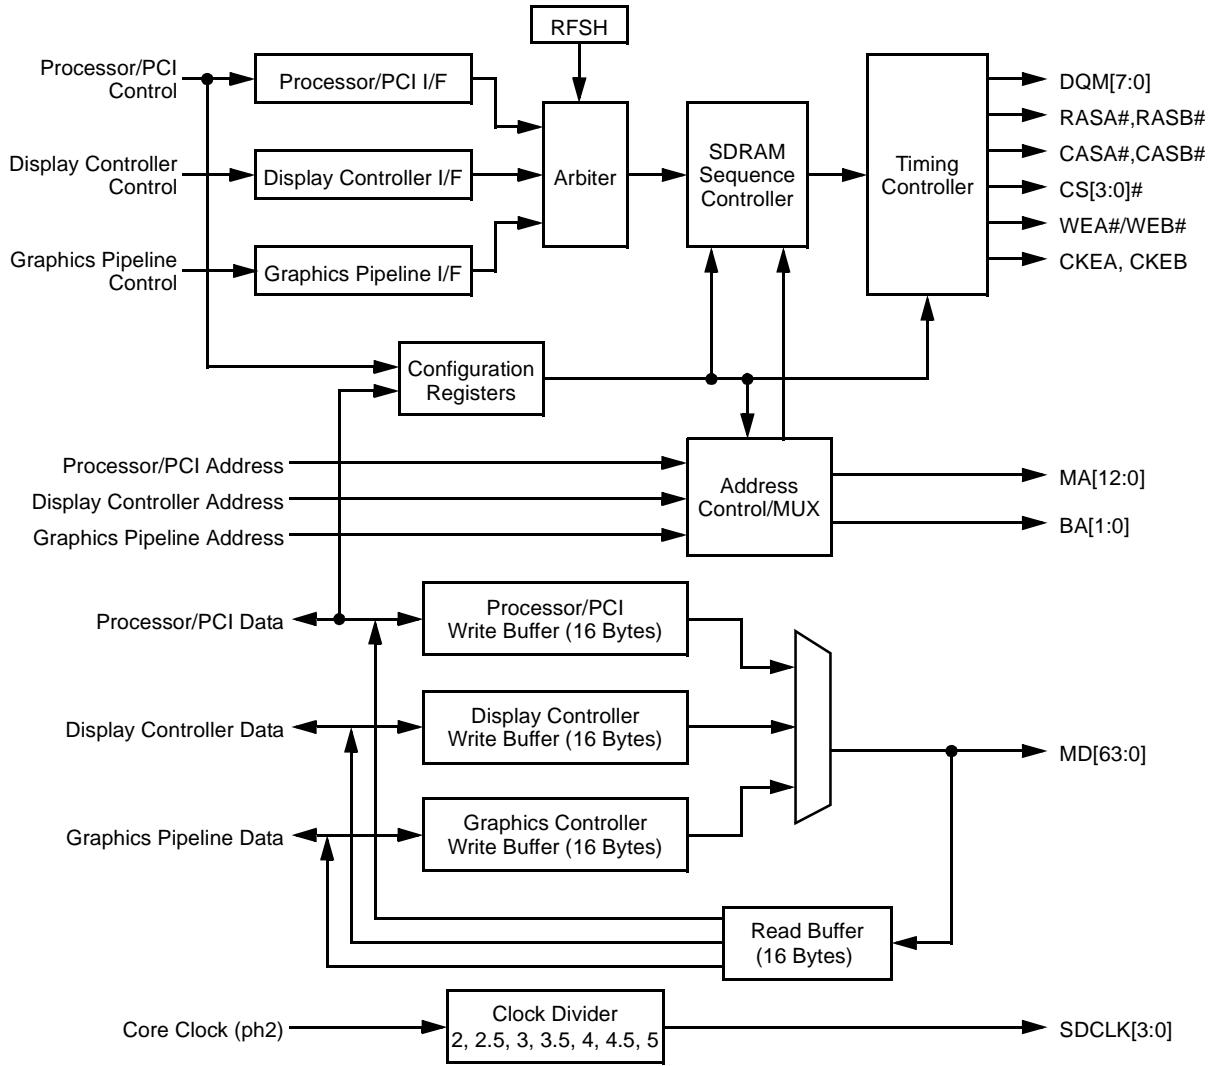 RFSH
Processor/PCI
Control
Processor/PCI I/F
DQM[7:0]
RASA#,RASB#
Display Controller
Control
Display Controller I/F
Arbiter
SDRAM
Sequence
Controller
Timing
Controller
CASA#,CASB#
CS[3:0]#
WEA#/WEB#
Graphics Pipeline
Control
Graphics Pipeline I/F
CKEA, CKEB
Configuration
Registers
Processor/PCI Address
Display Controller Address
Graphics Pipeline Address
Address
Control/MUX
MA[12:0]
BA[1:0]
Processor/PCI Data
Processor/PCI
Write Buffer (16 Bytes)
Display Controller Data
Display Controller
Write Buffer (16 Bytes)
MD[63:0]
Graphics Pipeline Data
Graphics Controller
Write Buffer (16 Bytes)
Read Buffer
(16 Bytes)
Core Clock (ph2)
Clock Divider
2, 2.5, 3, 3.5, 4, 4.5, 5
SDCLK[3:0]